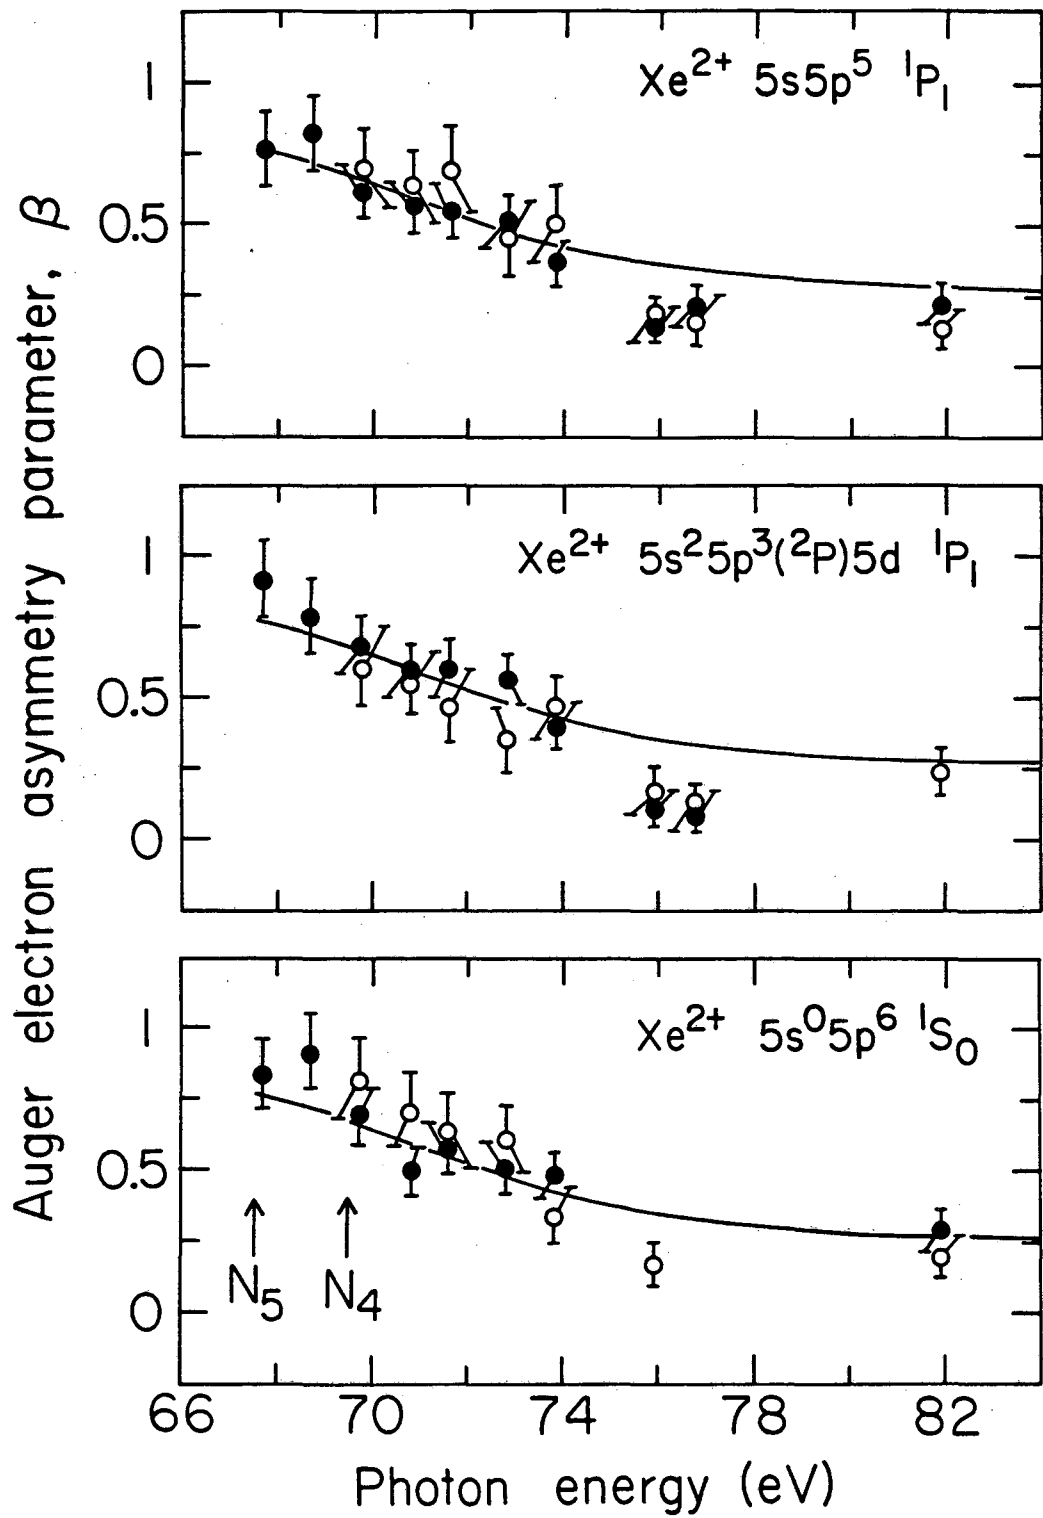 Auger electron asymmetry parameter, β
Xe²⁺ 5s5p⁵ ¹P₁
1
0.5
0
Xe²⁺ 5s²5p³(²P)5d ¹P₁
1
0.5
0
Xe²⁺ 5s⁰5p⁶ ¹S₀
1
0.5
0
N₅ N₄
66 70 74 78 82
Photon energy (eV)